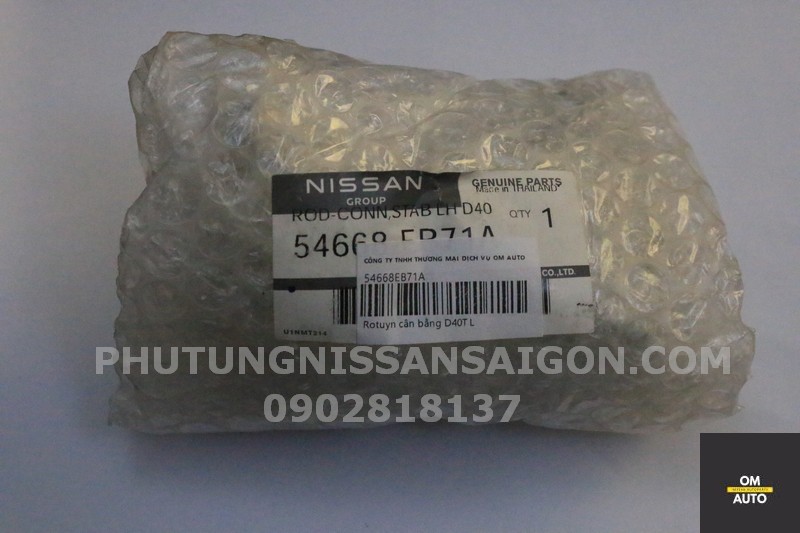 NISSAN
GROUP
GENUINE PARTS
Made in THAILAND
ROD-CONN,STAB LH D40
QTY 1
54668 EB71A
CÔNG TY TNHH THƯƠNG MẠI DỊCH VỤ OM AUTO
54668EB71A
CO.,LTD.
Rotuyn cân bằng D40T L
PHUTUNGNISSANSAIGON.COM
0902818137
OM
AUTO